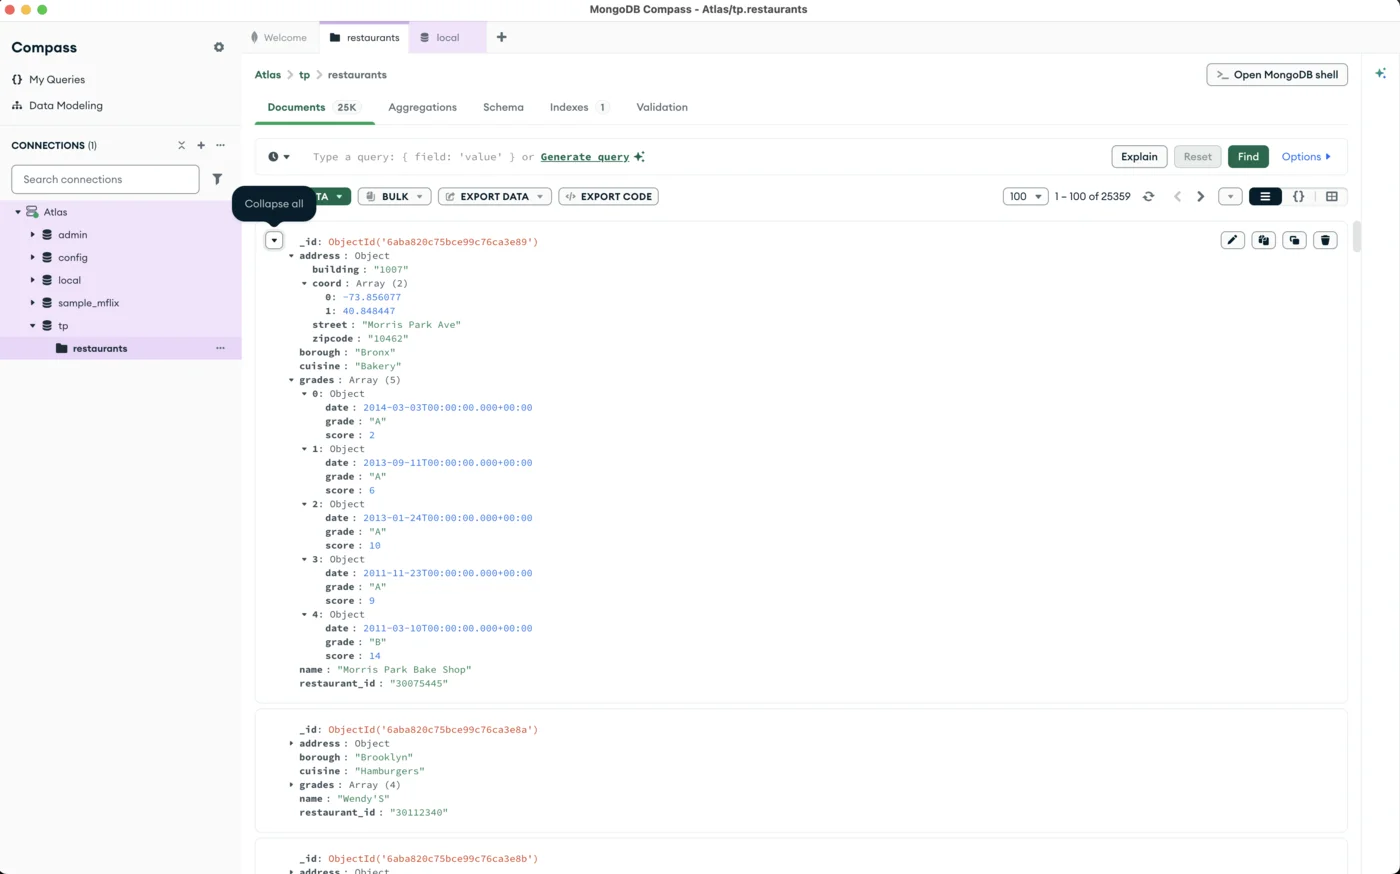 MongoDB Compass - Atlas/tp.restaurants
Compass
My Queries
Data Modeling
CONNECTIONS (1)
Search connections
Atlas
admin
config
local
sample_mflix
tp
restaurants
Welcome
restaurants
local
Atlas > tp > restaurants
>_ Open MongoDB shell
Documents 25K Aggregations Schema Indexes 1 Validation
Type a query: { field: 'value' } or Generate query
Explain Reset Find Options
Collapse all
TA BULK EXPORT DATA </> EXPORT CODE
100 1 – 100 of 25359 {}
_id: ObjectId('6aba820c75bce99c76ca3e89')
address : Object
building : "1007"
coord : Array (2)
0: -73.856077
1: 40.848447
street : "Morris Park Ave"
zipcode : "10462"
borough : "Bronx"
cuisine : "Bakery"
grades : Array (5)
0: Object
date : 2014-03-03T00:00:00.000+00:00
grade : "A"
score : 2
1: Object
date : 2013-09-11T00:00:00.000+00:00
grade : "A"
score : 6
2: Object
date : 2013-01-24T00:00:00.000+00:00
grade : "A"
score : 10
3: Object
date : 2011-11-23T00:00:00.000+00:00
grade : "A"
score : 9
4: Object
date : 2011-03-10T00:00:00.000+00:00
grade : "B"
score : 14
name : "Morris Park Bake Shop"
restaurant_id : "30075445"
_id: ObjectId('6aba820c75bce99c76ca3e8a')
address : Object
borough : "Brooklyn"
cuisine : "Hamburgers"
grades : Array (4)
name : "Wendy'S"
restaurant_id : "30112340"
_id: ObjectId('6aba820c75bce99c76ca3e8b')
address : Object